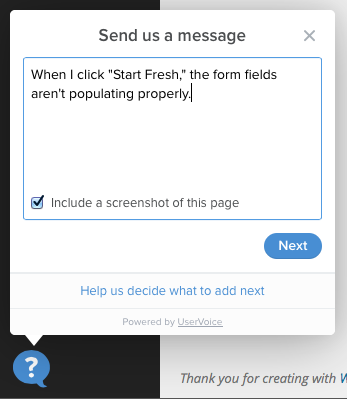 Send us a message
When I click "Start Fresh," the form fields
aren't populating properly.
Include a screenshot of this page
Next
Help us decide what to add next
Powered by UserVoice
?
Thank you for creating with